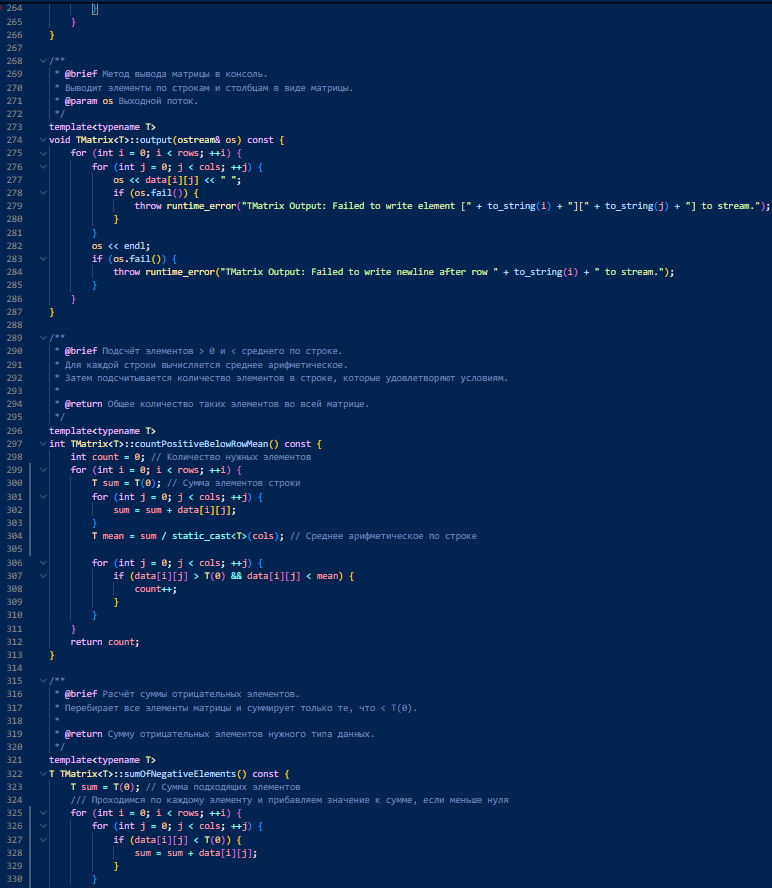 264             }
265         }
266     }
267
268     /**
269      * @brief Метод вывода матрицы в консоль.
270      * Выводит элементы по строкам и столбцам в виде матрицы.
271      * @param os Выходной поток.
272      */
273     template<typename T>
274     void TMatrix<T>::output(ostream& os) const {
275         for (int i = 0; i < rows; ++i) {
276             for (int j = 0; j < cols; ++j) {
277                 os << data[i][j] << " ";
278                 if (os.fail()) {
279                     throw runtime_error("TMatrix Output: Failed to write element [" + to_string(i) + "][" + to_string(j) + "] to stream.");
280                 }
281             }
282             os << endl;
283             if (os.fail()) {
284                 throw runtime_error("TMatrix Output: Failed to write newline after row " + to_string(i) + " to stream.");
285             }
286         }
287     }
288
289     /**
290      * @brief Подсчёт элементов > 0 и < среднего по строке.
291      * Для каждой строки вычисляется среднее арифметическое.
292      * Затем подсчитывается количество элементов в строке, которые удовлетворяют условиям.
293      *
294      * @return Общее количество таких элементов во всей матрице.
295      */
296     template<typename T>
297     int TMatrix<T>::countPositiveBelowRowMean() const {
298         int count = 0; // Количество нужных элементов
299         for (int i = 0; i < rows; ++i) {
300             T sum = T(0); // Сумма элементов строки
301             for (int j = 0; j < cols; ++j) {
302                 sum = sum + data[i][j];
303             }
304             T mean = sum / static_cast<T>(cols); // Среднее арифметическое по строке
305
306             for (int j = 0; j < cols; ++j) {
307                 if (data[i][j] > T(0) && data[i][j] < mean) {
308                     count++;
309                 }
310             }
311         }
312         return count;
313     }
314
315     /**
316      * @brief Расчёт суммы отрицательных элементов.
317      * Перебирает все элементы матрицы и суммирует только те, что < T(0).
318      *
319      * @return Сумму отрицательных элементов нужного типа данных.
320      */
321     template<typename T>
322     T TMatrix<T>::sumOfNegativeElements() const {
323         T sum = T(0); // Сумма подходящих элементов
324         /// Проходимся по каждому элементу и прибавляем значение к сумме, если меньше нуля
325         for (int i = 0; i < rows; ++i) {
326             for (int j = 0; j < cols; ++j) {
327                 if (data[i][j] < T(0)) {
328                     sum = sum + data[i][j];
329                 }
330             }